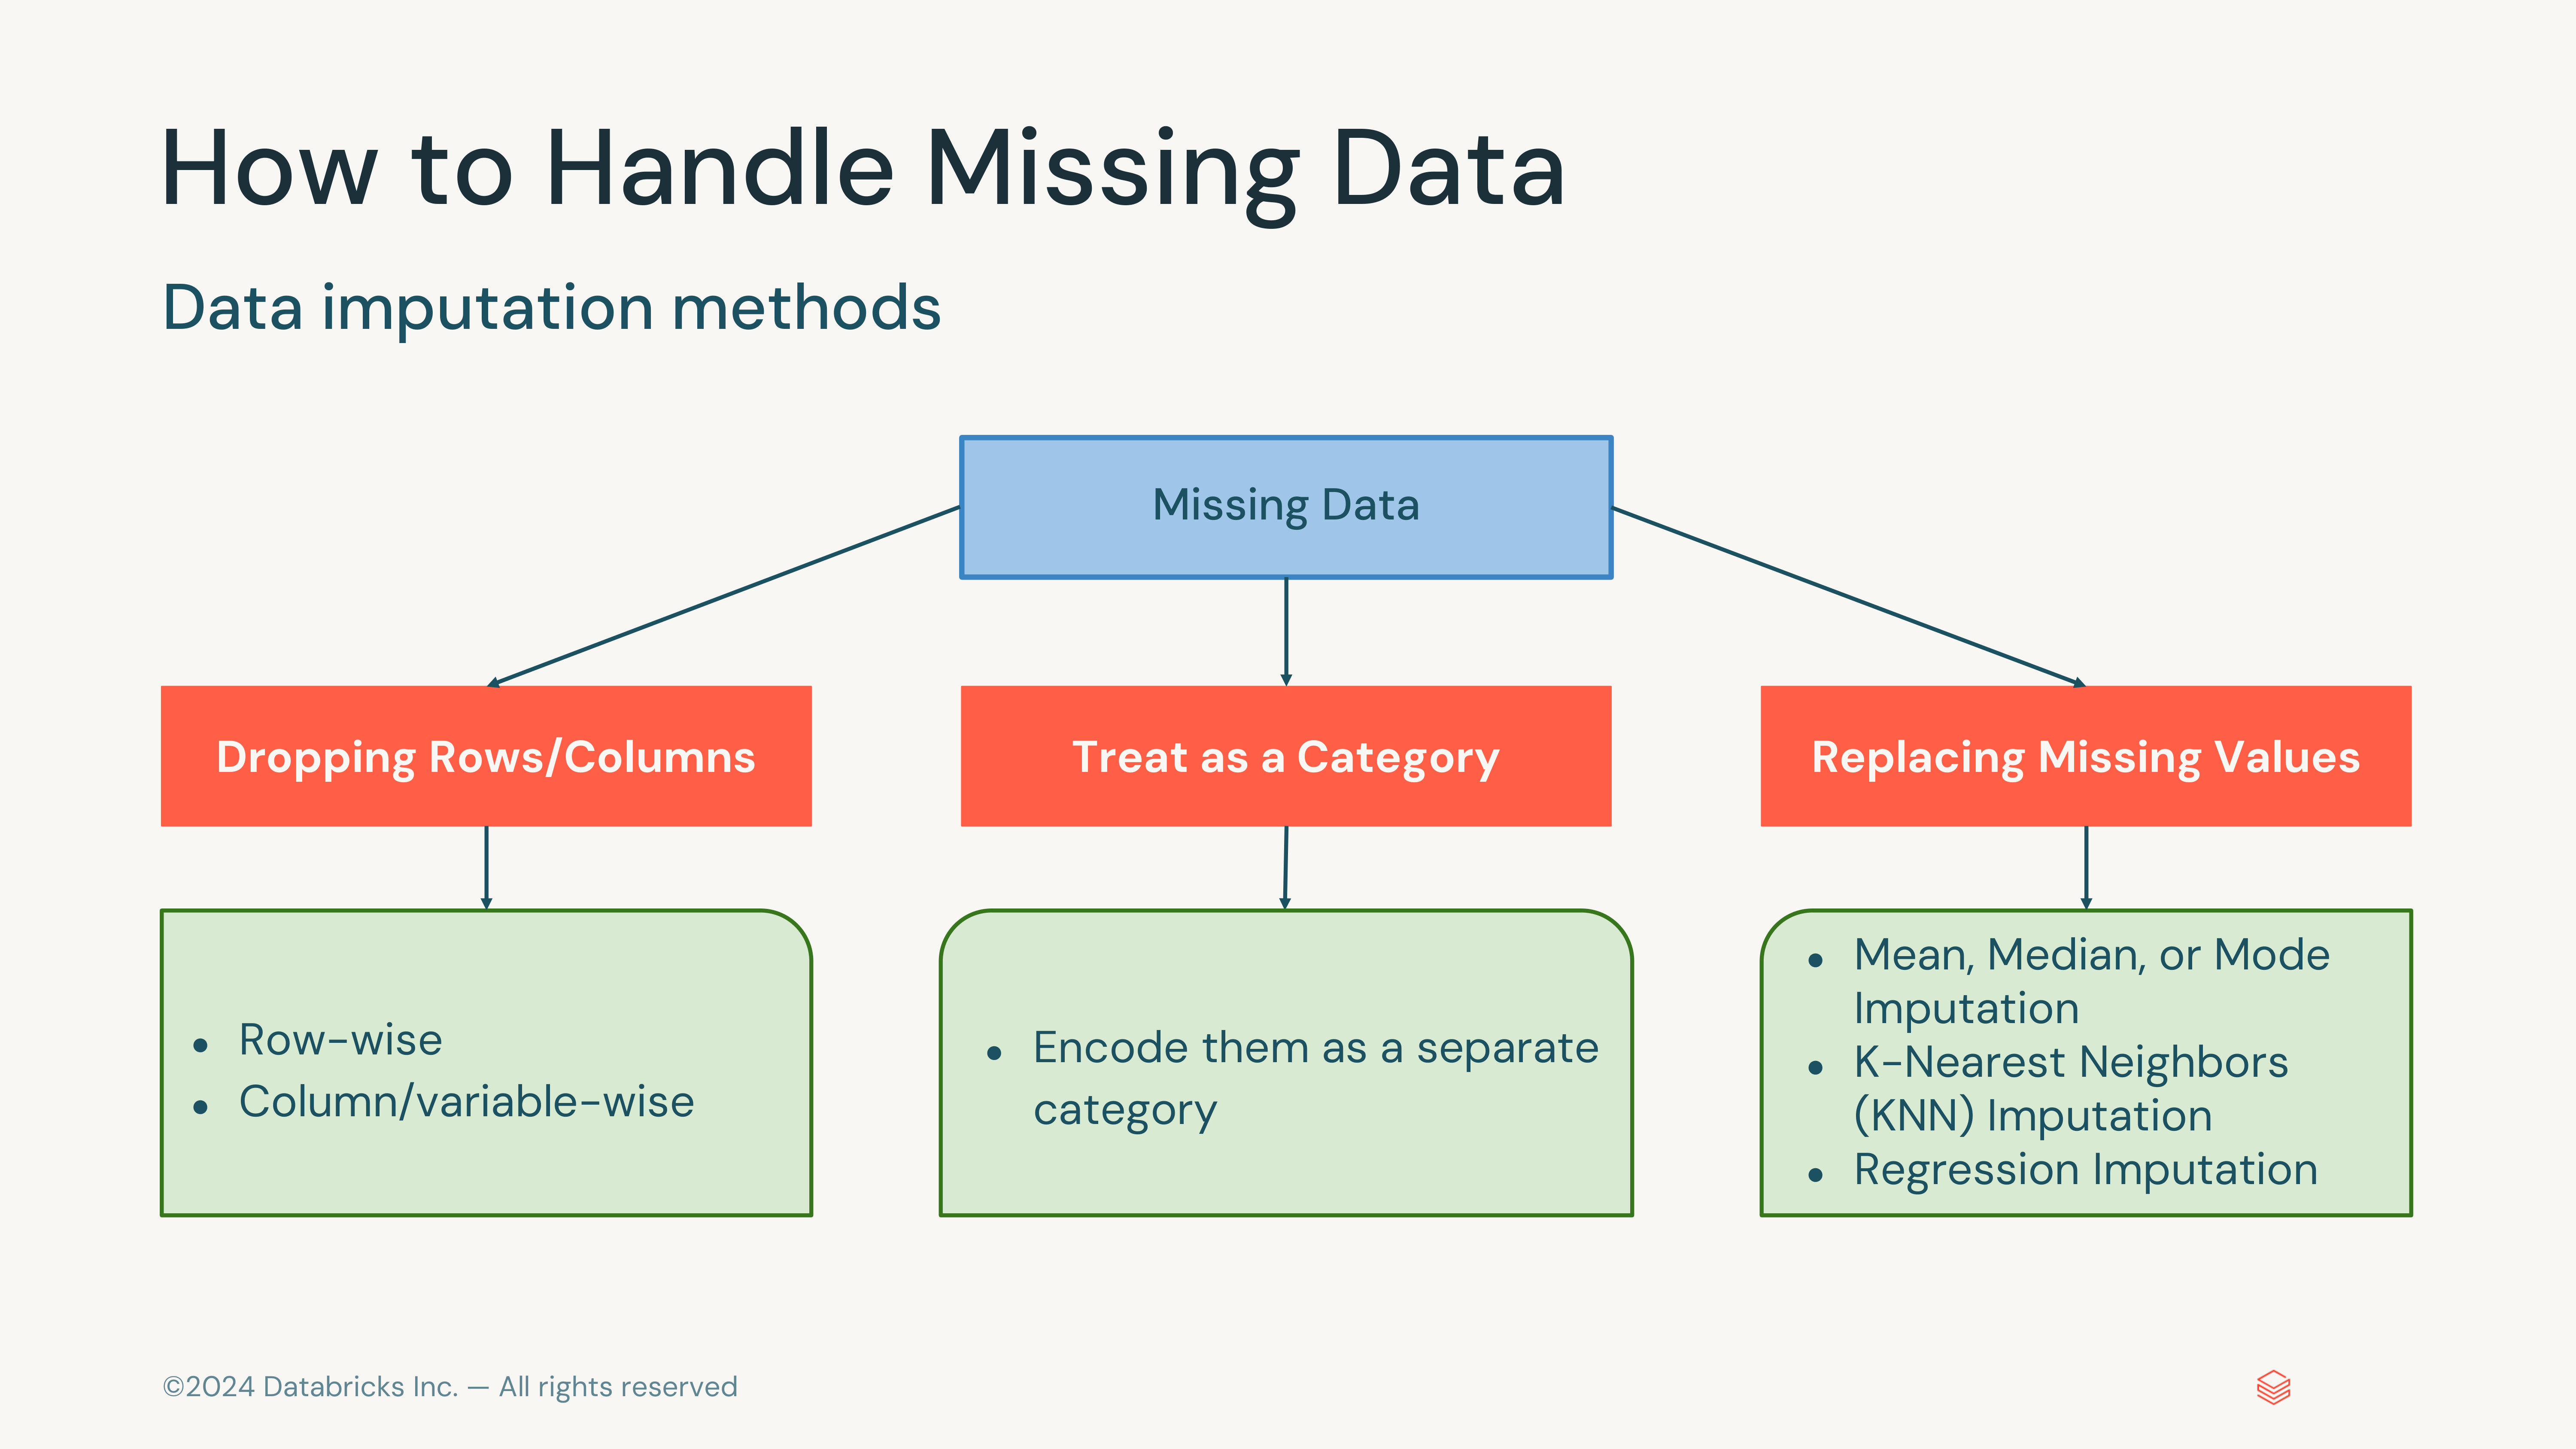 How to Handle Missing Data
Data imputation methods
Missing Data
Dropping Rows/Columns
Treat as a Category
Replacing Missing Values
● Row-wise
● Column/variable-wise
● Encode them as a separate
category
● Mean, Median, or Mode
Imputation
● K-Nearest Neighbors
(KNN) Imputation
● Regression Imputation
©2024 Databricks Inc. — All rights reserved